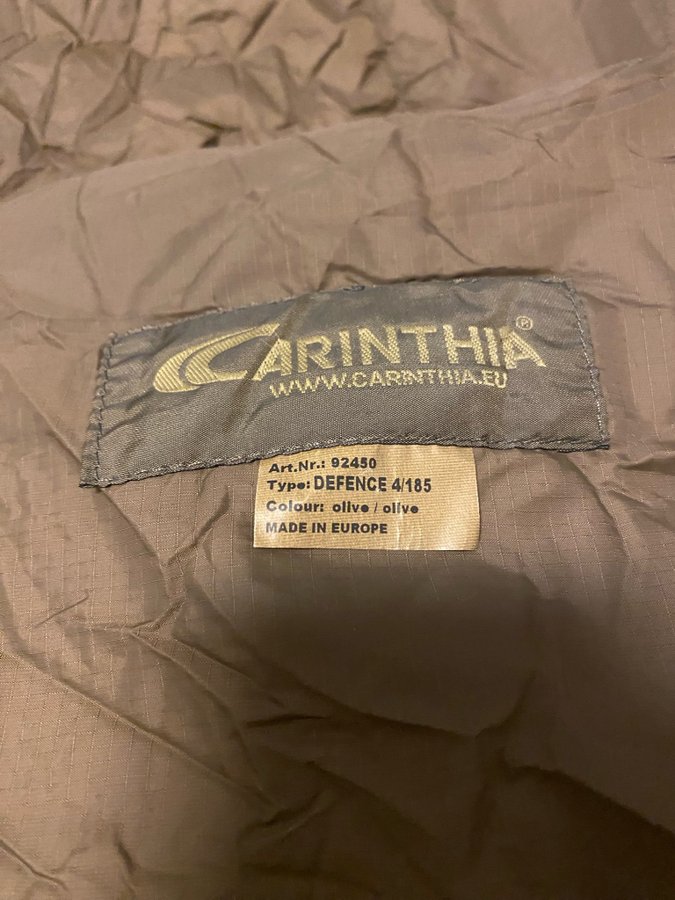 CARINTHIA®
WWW.CARINTHIA.EU
Art.Nr.: 92450
Type: DEFENCE 4/185
Colour: olive / olive
MADE IN EUROPE